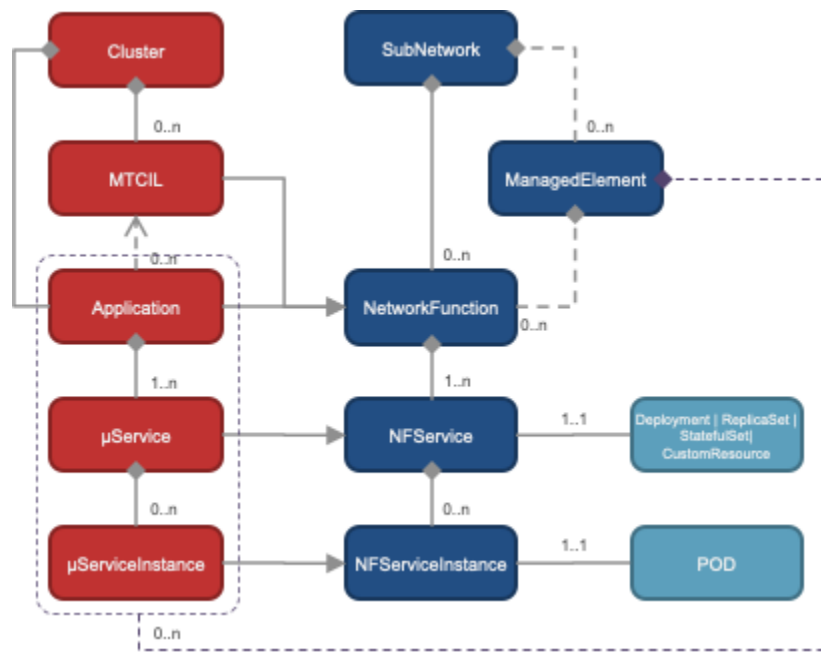 Cluster
SubNetwork
0..n
0..n
MTCIL
ManagedElement
0..n
0..n
Application
NetworkFunction
0..n
1..n
1..n
µService
NFService
1..1
Deployment | ReplicaSet |
StatefulSet|
CustomResource
0..n
0..n
µServiceInstance
NFServiceInstance
1..1
POD
0..n